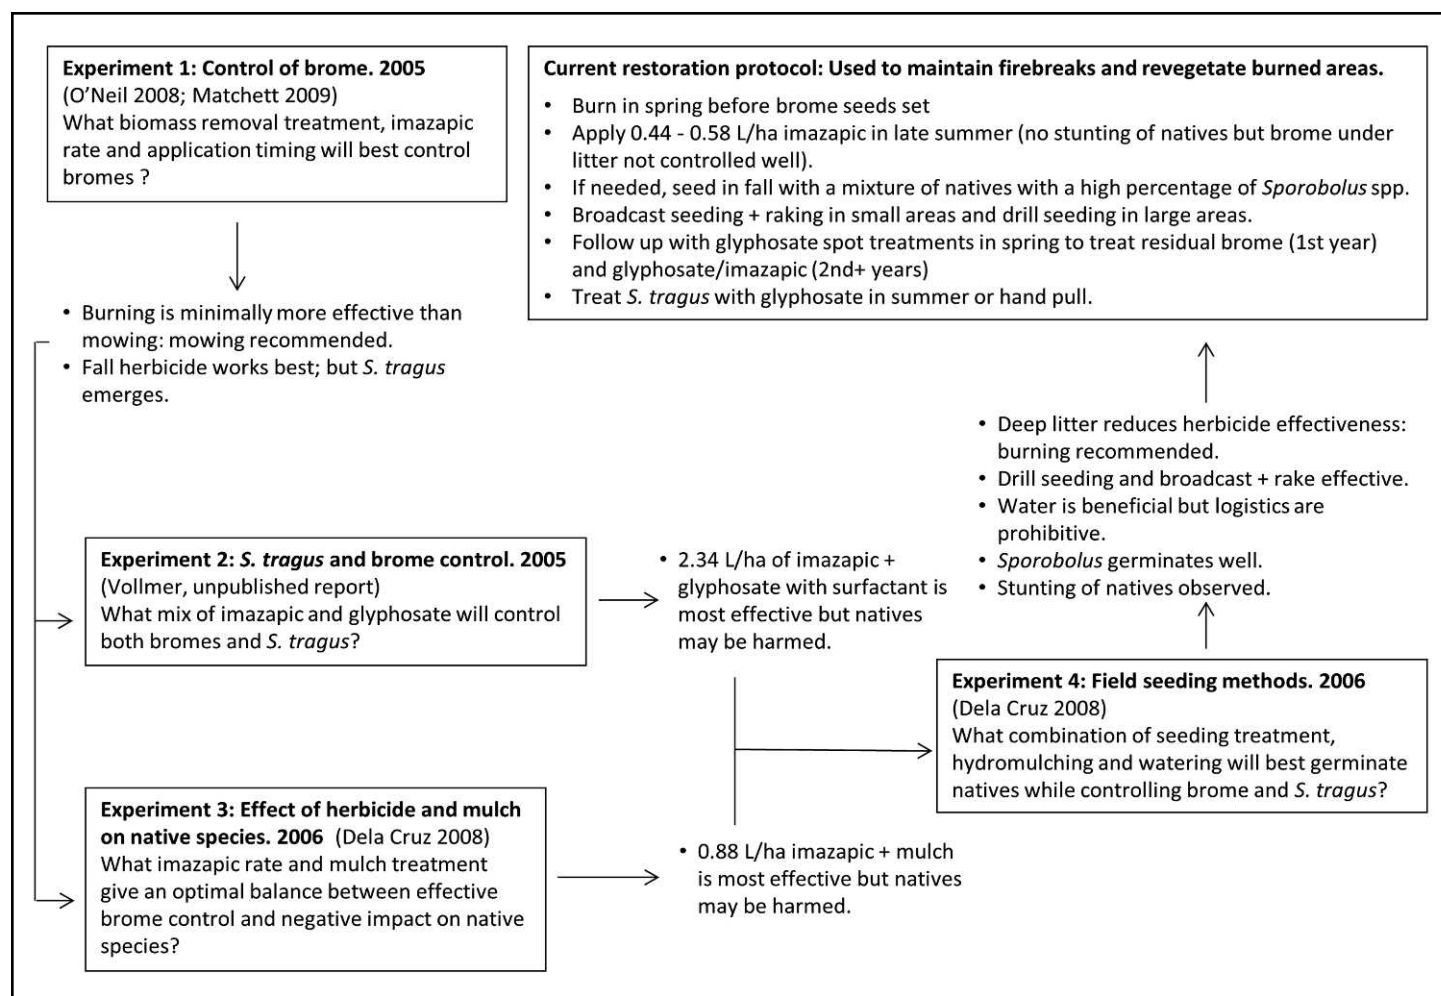 Experiment 1: Control of brome. 2005
(O'Neil 2008; Matchett 2009)
What biomass removal treatment, imazapic
rate and application timing will best control
bromes ?
• Burning is minimally more effective than
mowing: mowing recommended.
• Fall herbicide works best; but S. tragus
emerges.
Experiment 2: S. tragus and brome control. 2005
(Vollmer, unpublished report)
What mix of imazapic and glyphosate will control
both bromes and S. tragus?
• 2.34 L/ha of imazapic +
glyphosate with surfactant is
most effective but natives
may be harmed.
Experiment 3: Effect of herbicide and mulch
on native species. 2006 (Dela Cruz 2008)
What imazapic rate and mulch treatment
give an optimal balance between effective
brome control and negative impact on native
species?
• 0.88 L/ha imazapic + mulch
is most effective but natives
may be harmed.
Experiment 4: Field seeding methods. 2006
(Dela Cruz 2008)
What combination of seeding treatment,
hydromulching and watering will best germinate
natives while controlling brome and S. tragus?
• Deep litter reduces herbicide effectiveness:
burning recommended.
• Drill seeding and broadcast + rake effective.
• Water is beneficial but logistics are
prohibitive.
• Sporobolus germinates well.
• Stunting of natives observed.
Current restoration protocol: Used to maintain firebreaks and revegetate burned areas.
• Burn in spring before brome seeds set
• Apply 0.44 - 0.58 L/ha imazapic in late summer (no stunting of natives but brome under
litter not controlled well).
• If needed, seed in fall with a mixture of natives with a high percentage of Sporobolus spp.
• Broadcast seeding + raking in small areas and drill seeding in large areas.
• Follow up with glyphosate spot treatments in spring to treat residual brome (1st year)
and glyphosate/imazapic (2nd+ years)
• Treat S. tragus with glyphosate in summer or hand pull.